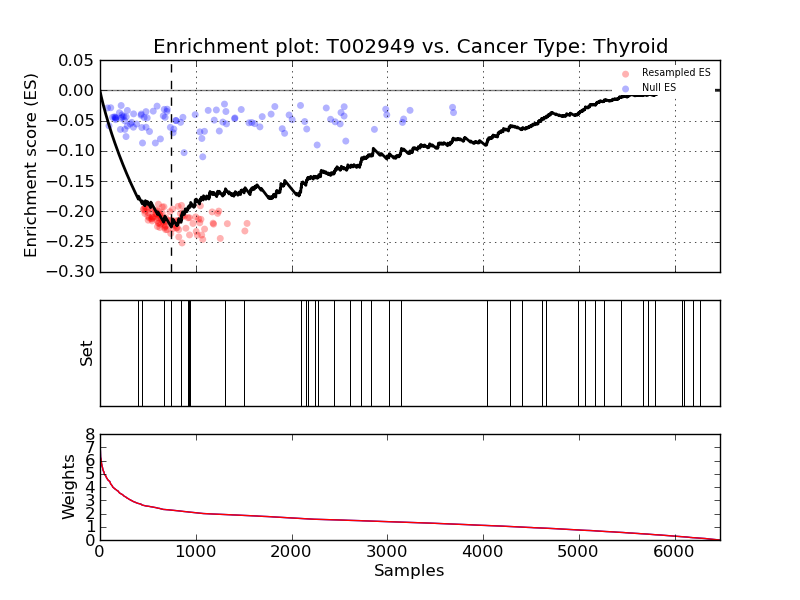 Enrichment plot: T002949 vs. Cancer Type: Thyroid
Enrichment score (ES)
0.05
0.00
−0.05
−0.10
−0.15
−0.20
−0.25
−0.30
Resampled ES
Null ES
Set
Weights
8
7
6
5
4
3
2
1
0
0 1000 2000 3000 4000 5000 6000
Samples